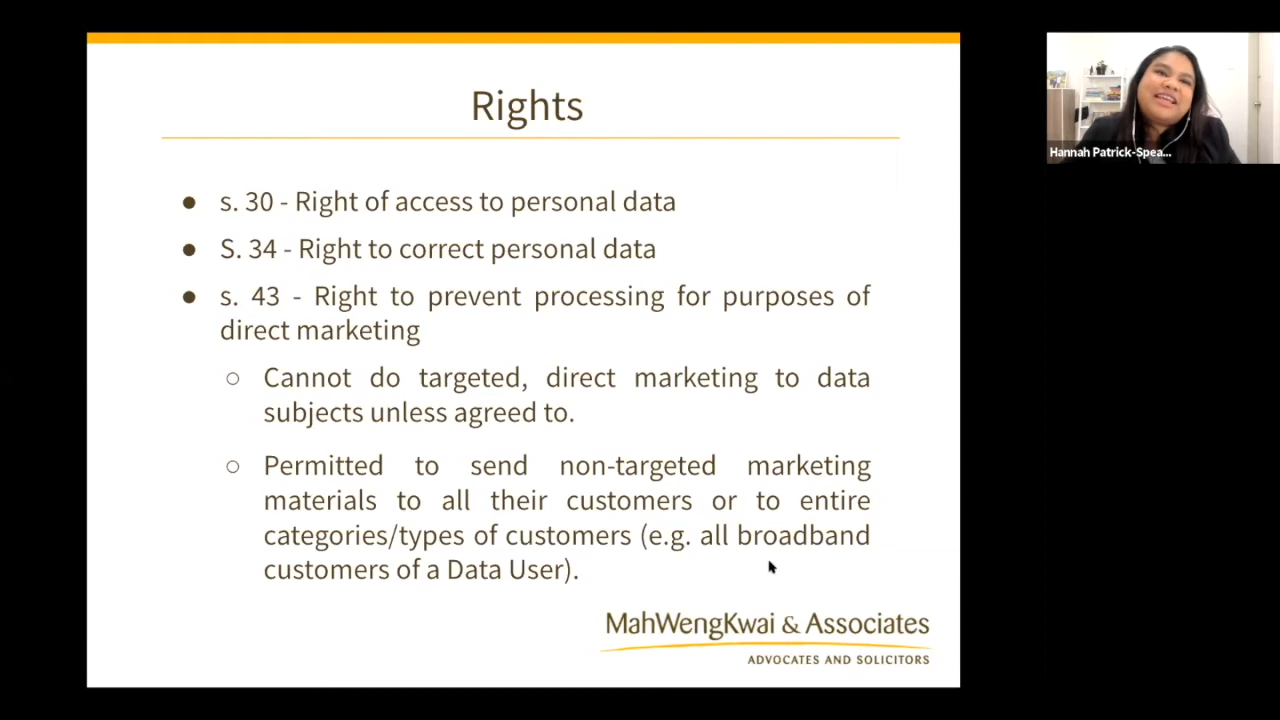 Rights
● s. 30 - Right of access to personal data
● S. 34 - Right to correct personal data
● s. 43 - Right to prevent processing for purposes of
direct marketing
○ Cannot do targeted, direct marketing to data
subjects unless agreed to.
○ Permitted to send non-targeted marketing
materials to all their customers or to entire
categories/types of customers (e.g. all broadband
customers of a Data User).
MahWengKwai & Associates
ADVOCATES AND SOLICITORS
Hannah Patrick-Spea...